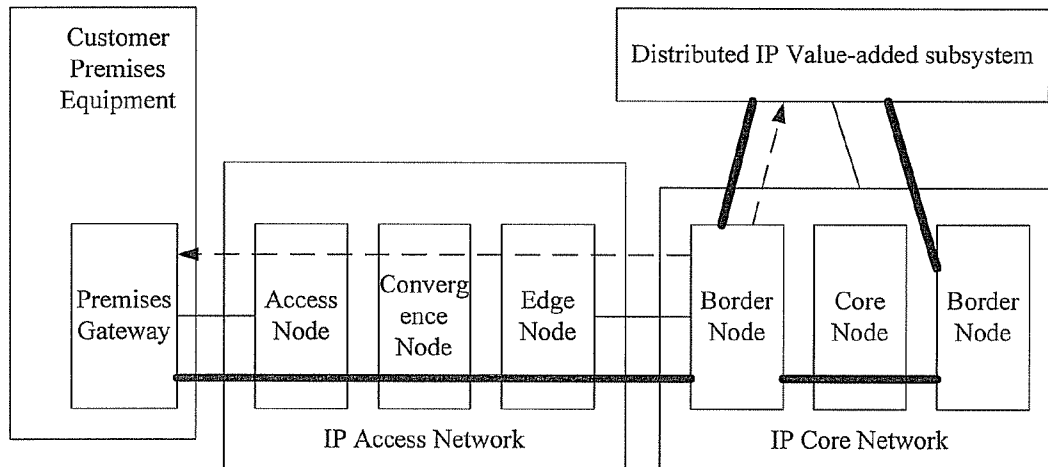 Customer
Premises
Equipment
Distributed IP Value-added subsystem
Premises
Gateway
Access
Node
Converg
ence
Node
Edge
Node
Border
Node
Core
Node
Border
Node
IP Access Network
IP Core Network